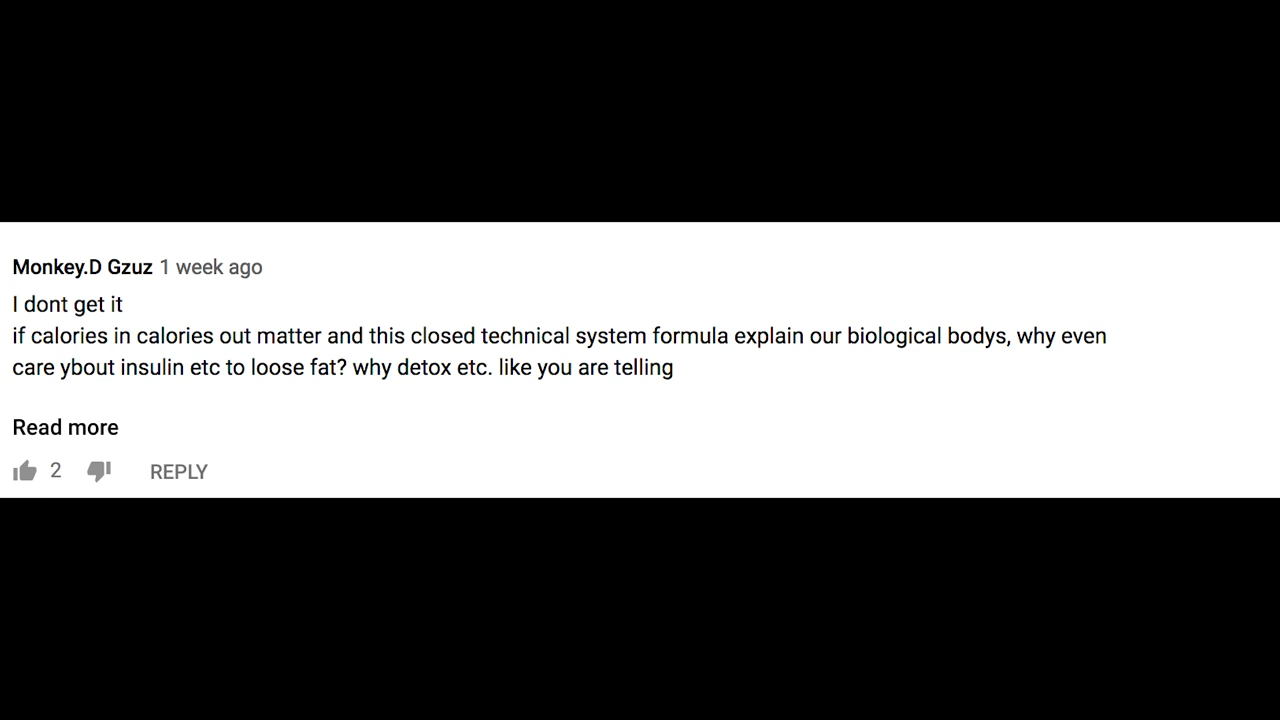 Monkey.D Gzuz 1 week ago
I dont get it
if calories in calories out matter and this closed technical system formula explain our biological bodys, why even
care ybout insulin etc to loose fat? why detox etc. like you are telling
Read more
2 REPLY